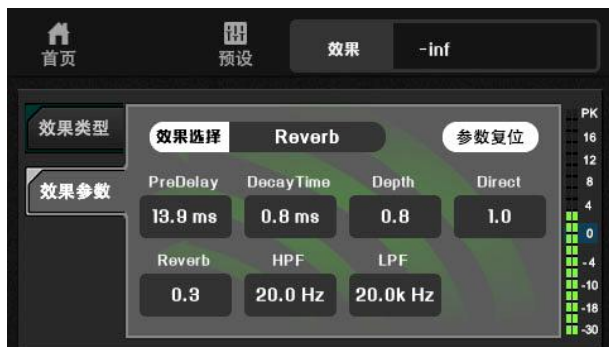 首页
预设
效果
-inf
效果类型
效果参数
效果选择
Reverb
参数复位
PreDelay
DecayTime
Depth
Direct
13.9 ms
0.8 ms
0.8
1.0
Reverb
HPF
LPF
0.3
20.0 Hz
20.0k Hz
PK
16
12
8
4
0
-4
-10
-18
-30